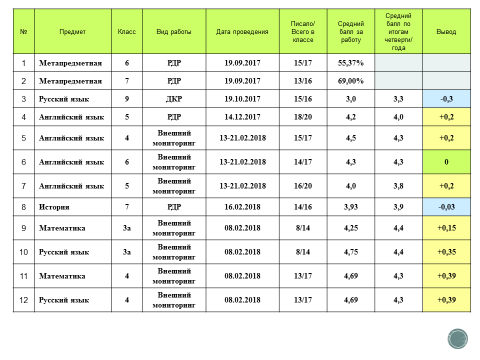 № Предмет Класс Вид работы Дата проведения Писало/ Всего в классе Средний балл за работу Средний балл по итогам четверти/ года Вывод
1 Метапредметная 6 РДР 19.09.2017 15/17 55,37%
2 Метапредметная 7 РДР 19.09.2017 13/16 69,00%
3 Русский язык 9 ДКР 19.10.2017 15/16 3,0 3,3 -0,3
4 Английский язык 5 РДР 14.12.2017 18/20 4,2 4,0 +0,2
5 Английский язык 4 Внешний мониторинг 13-21.02.2018 15/17 4,5 4,3 +0,2
6 Английский язык 6 Внешний мониторинг 13-21.02.2018 14/17 4,3 4,3 0
7 Английский язык 5 Внешний мониторинг 13-21.02.2018 16/20 4,0 3,8 +0,2
8 История 7 РДР 16.02.2018 14/16 3,93 3,9 -0,03
9 Математика 3а Внешний мониторинг 08.02.2018 8/14 4,25 4,4 +0,15
10 Русский язык 3а Внешний мониторинг 08.02.2018 8/14 4,75 4,4 +0,35
11 Математика 4 Внешний мониторинг 08.02.2018 13/17 4,69 4,3 +0,39
12 Русский язык 4 Внешний мониторинг 08.02.2018 13/17 4,69 4,3 +0,39